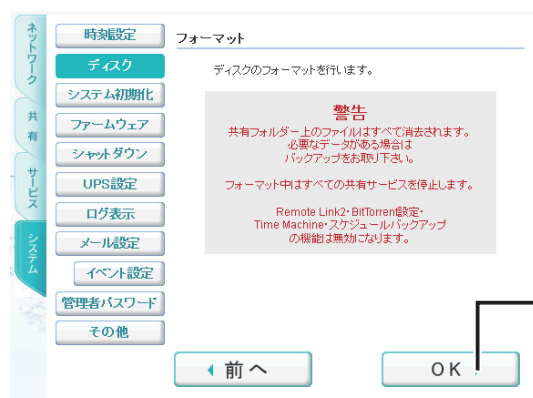 ネットワーク
共有
サービス
システム
時刻設定
ディスク
システム初期化
ファームウェア
シャットダウン
UPS設定
ログ表示
メール設定
イベント設定
管理者パスワード
その他
フォーマット
ディスクのフォーマットを行います。
警告
共有フォルダー上のファイルはすべて消去されます。
必要なデータがある場合は
バックアップをお取り下さい。
フォーマット中はすべての共有サービスを停止します。
Remote Link2・BitTorren設定・
Time Machine・スケジュールバックアップ
の機能は無効になります。
前へ
OK